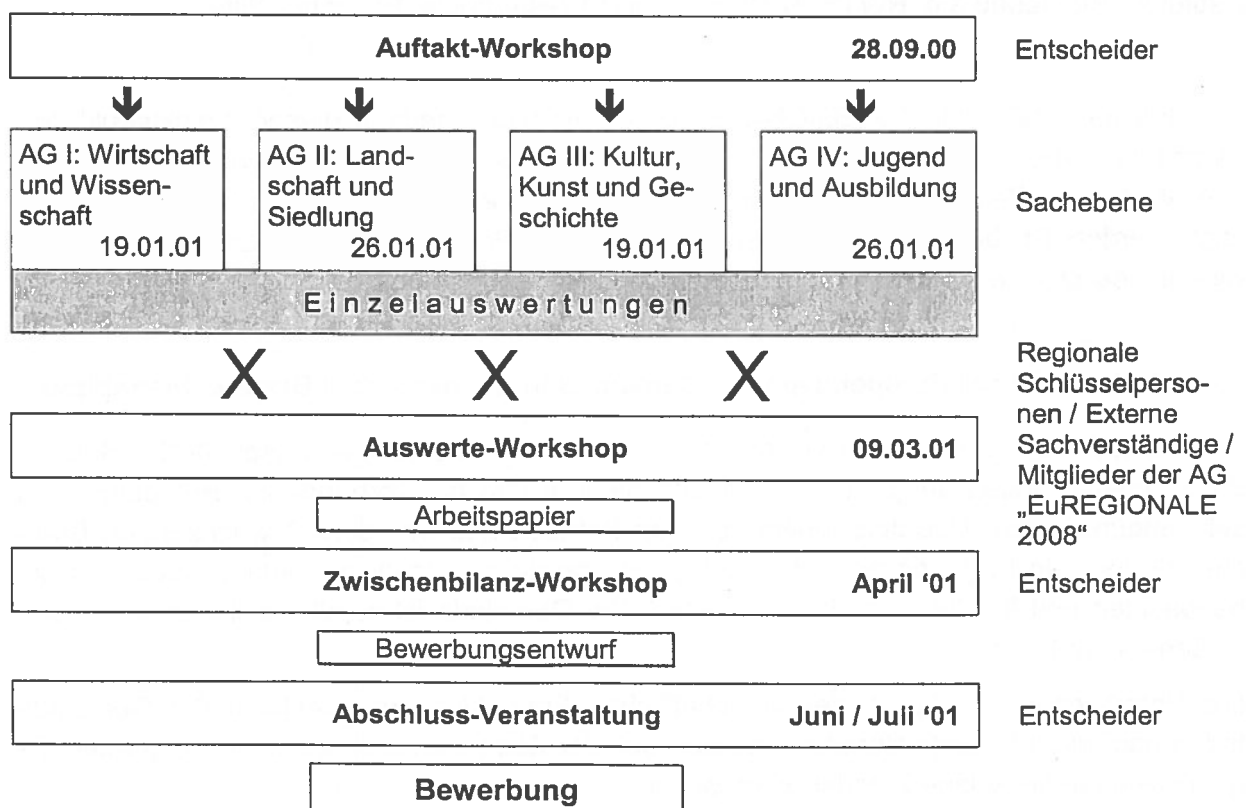 Auftakt-Workshop 28.09.00 Entscheider
AG I: Wirtschaft
und Wissen-
schaft
19.01.01
AG II: Land-
schaft und
Siedlung
26.01.01
AG III: Kultur,
Kunst und Ge-
schichte
19.01.01
AG IV: Jugend
und Ausbildung
26.01.01
Sachebene
Einzelauswertungen
X X X
Regionale
Schlüsselperso-
nen / Externe
Sachverständige /
Mitglieder der AG
„EuREGIONALE
2008“
Auswerte-Workshop 09.03.01
Arbeitspapier
Zwischenbilanz-Workshop April ‘01 Entscheider
Bewerbungsentwurf
Abschluss-Veranstaltung Juni / Juli ‘01 Entscheider
Bewerbung